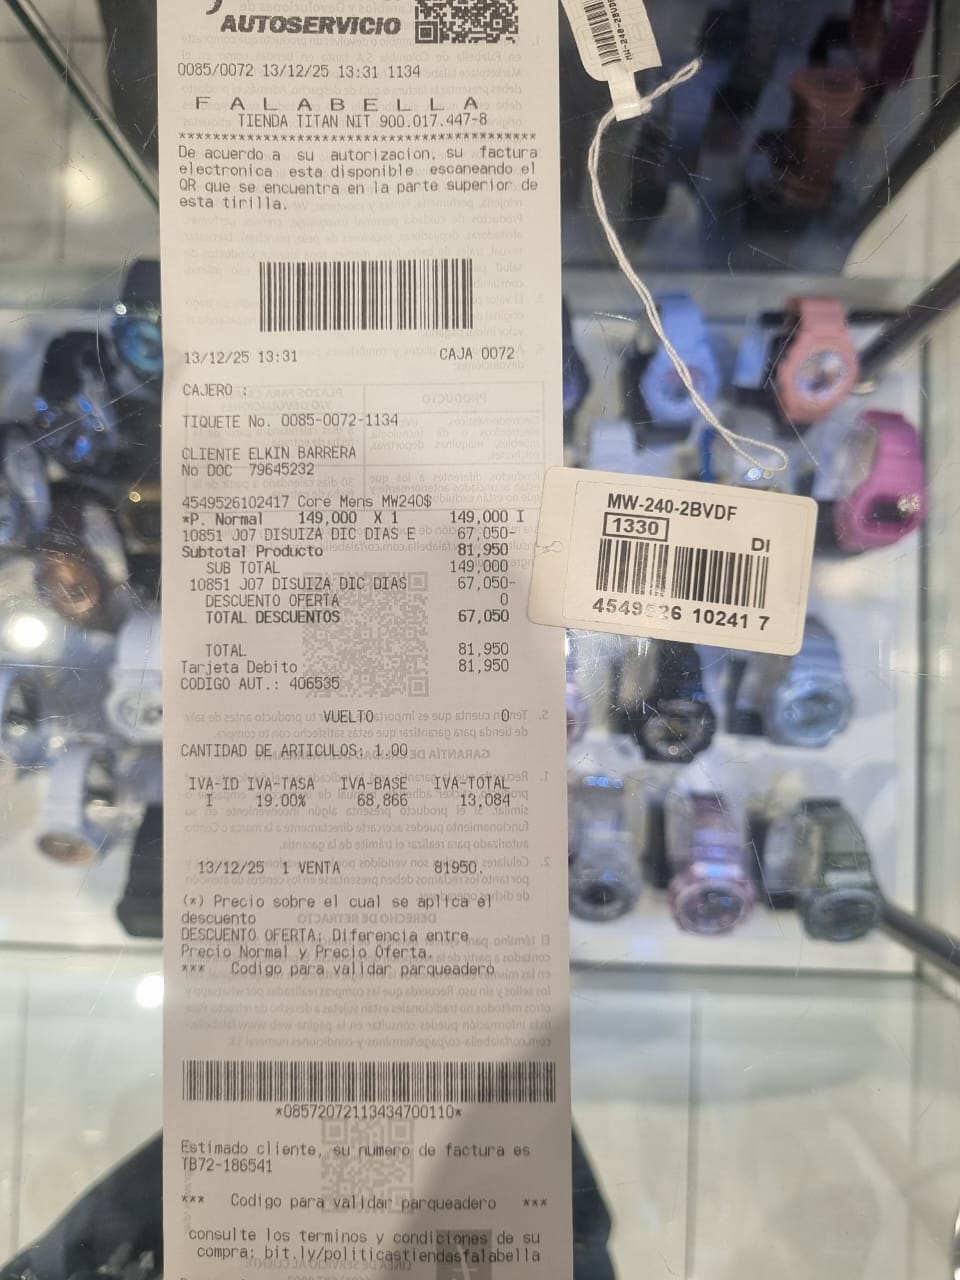 AUTOSERVICIO
0085/0072 13/12/25 13:31 1134
F A L A B E L L A
TIENDA TITAN NIT 900.017.447-8
****************************************
De acuerdo a su autorizacion, su factura
electronica esta disponible escaneando el
QR que se encuentra en la parte superior de
esta tirilla.
13/12/25 13:31 CAJA 0072
CAJERO :
TIQUETE No. 0085-0072-1134
CLIENTE ELKIN BARRERA
No DOC 79645232
4549526102417 Core Mens MW240$
*P. Normal 149,000 X 1 149,000 I
10851 J07 DISUIZA DIC DIAS E 67,050-
Subtotal Producto 81,950
SUB TOTAL 149,000
10851 J07 DISUIZA DIC DIAS 67,050-
DESCUENTO OFERTA 0
TOTAL DESCUENTOS 67,050
TOTAL 81,950
Tarjeta Debito 81,950
CODIGO AUT.: 406535
VUELTO 0
CANTIDAD DE ARTICULOS: 1.00
IVA-ID IVA-TASA IVA-BASE IVA-TOTAL
I 19.00% 68,866 13,084
13/12/25 1 VENTA 81950.
(*) Precio sobre el cual se aplica el
descuento
DESCUENTO OFERTA: Diferencia entre
Precio Normal y Precio Oferta.
*** Codigo para validar parqueadero
*08572072113434700110*
Estimado cliente, su numero de factura es
TB72-186541
*** Codigo para validar parqueadero ***
consulte los terminos y condiciones de su
compra: bit.ly/politicastiendasfalabella
MW-240-2BVDF
1330
DI
4549526 10241 7